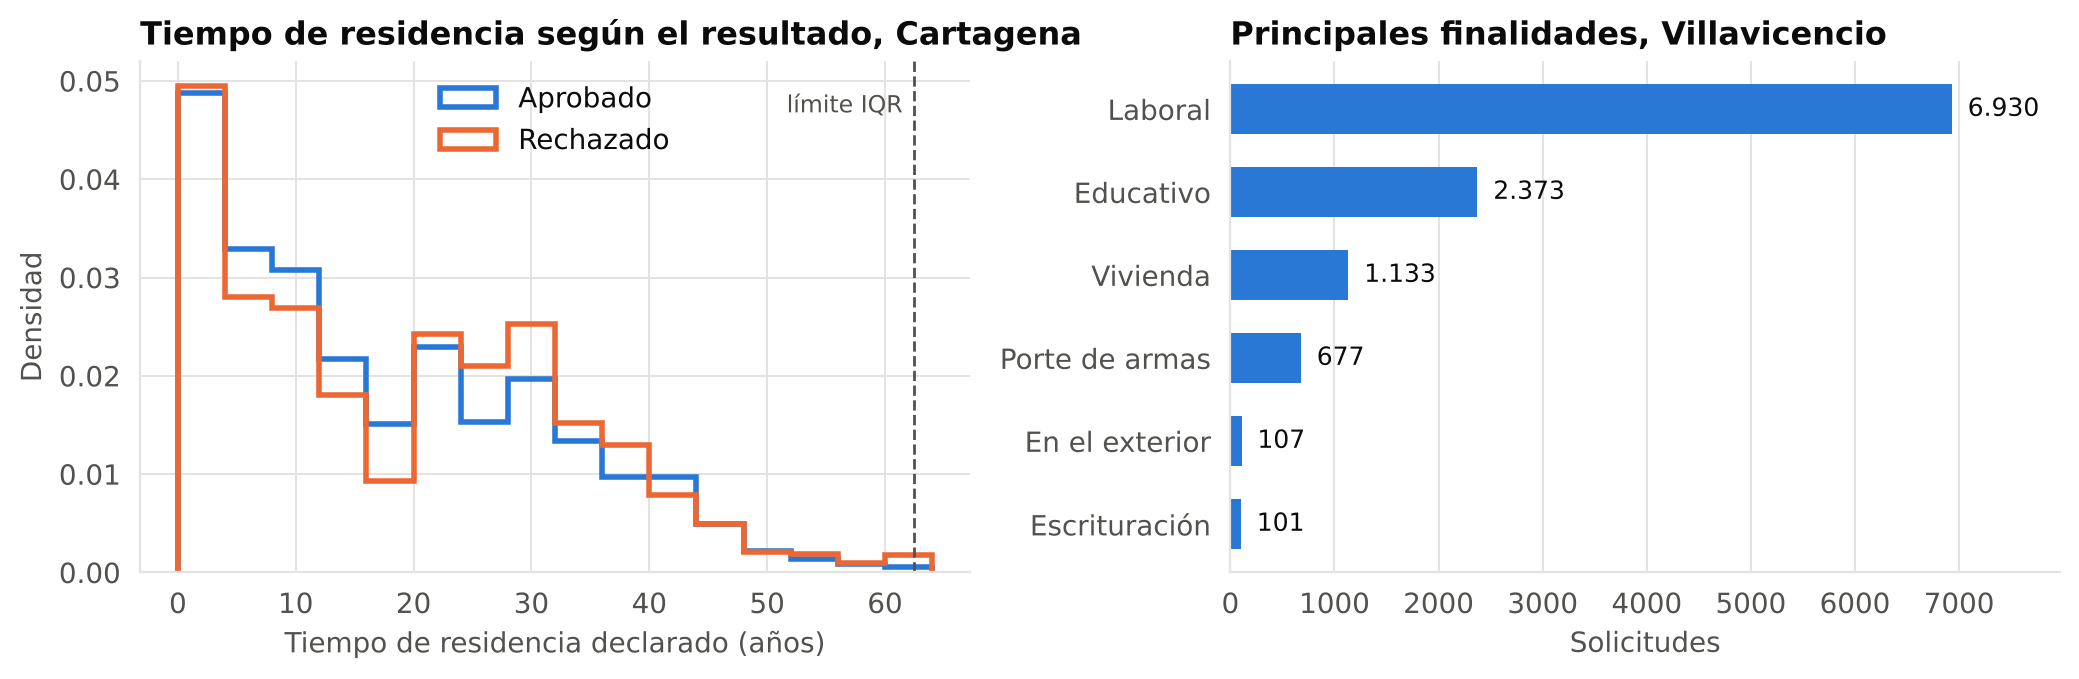 Tiempo de residencia según el resultado, Cartagena
0.05
0.04
0.03
0.02
0.01
0.00
Densidad
Aprobado
Rechazado
límite IQR
0 10 20 30 40 50 60
Tiempo de residencia declarado (años)
Principales finalidades, Villavicencio
Laboral 6.930
Educativo 2.373
Vivienda 1.133
Porte de armas 677
En el exterior 107
Escrituración 101
0 1000 2000 3000 4000 5000 6000 7000
Solicitudes